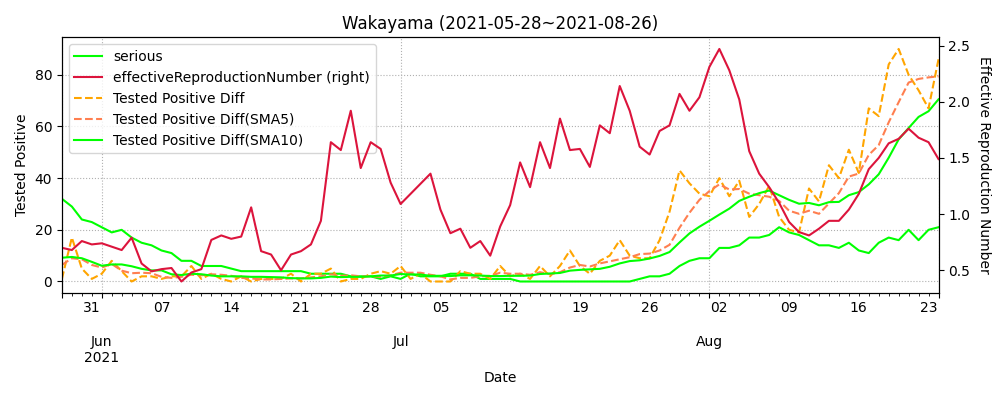 Wakayama (2021-05-28~2021-08-26)
serious
effectiveReproductionNumber (right)
Tested Positive Diff
Tested Positive Diff(SMA5)
Tested Positive Diff(SMA10)
Tested Positive
80
60
40
20
0
Effective Reproduction Number
2.5
2.0
1.5
1.0
0.5
31 07 14 21 28 05 12 19 26 02 09 16 23
Jun Jul Aug
2021
Date